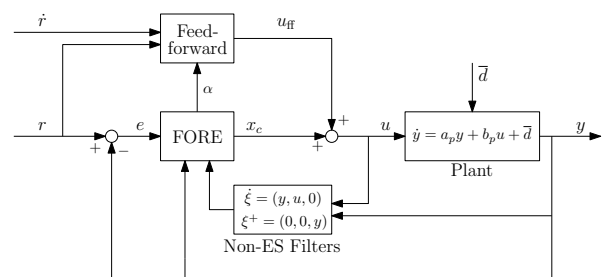 ṙ
Feed-
forward
u_ff
α
d̅
r
+
−
e
FORE
x_c
+
+
u
ẏ = a_p y + b_p u + d̅
y
Plant
ξ̇ = (y, u, 0)
ξ⁺ = (0, 0, y)
Non-ES Filters